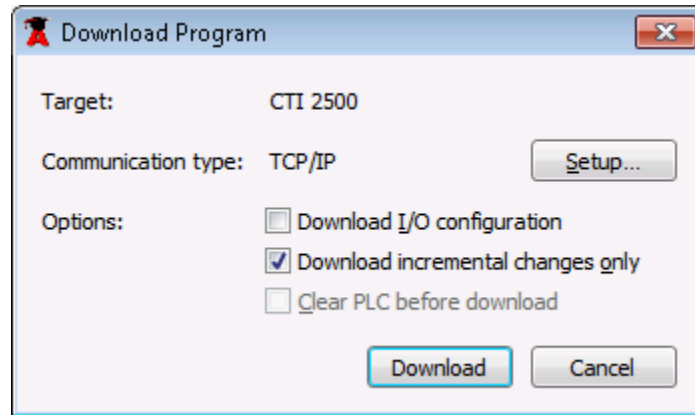 Download Program
Target: CTI 2500
Communication type: TCP/IP Setup...
Options: Download I/O configuration
Download incremental changes only
Clear PLC before download
Download Cancel